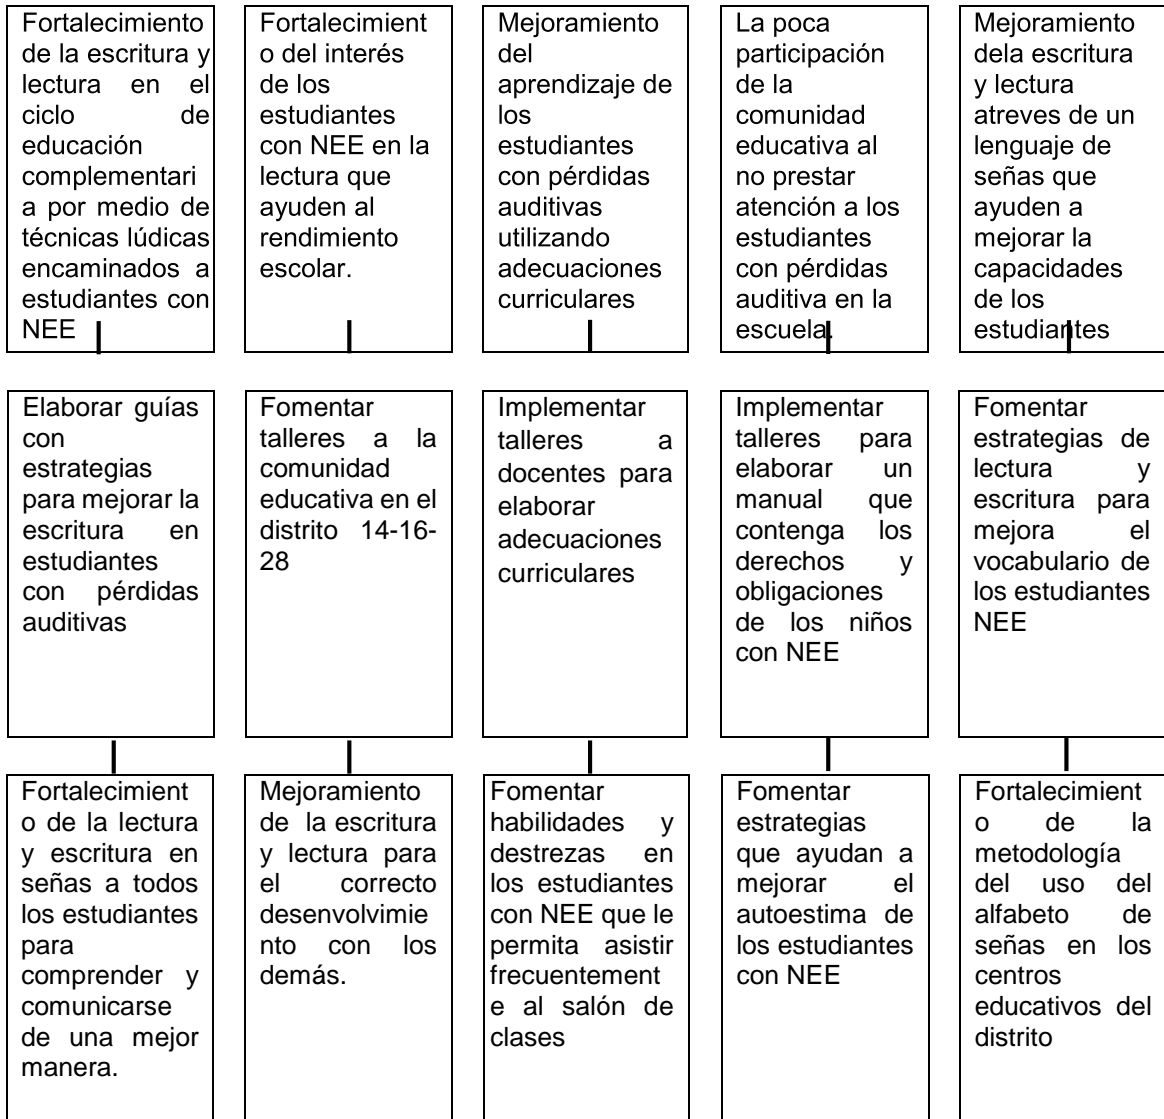 Fortalecimiento
de la escritura y
lectura en el
ciclo de
educación
complementari
a por medio de
técnicas lúdicas
encaminados a
estudiantes con
NEE
Fortalecimient
o del interés
de los
estudiantes
con NEE en la
lectura que
ayuden al
rendimiento
escolar.
Mejoramiento
del
aprendizaje de
los
estudiantes
con pérdidas
auditivas
utilizando
adecuaciones
curriculares
La poca
participación
de la
comunidad
educativa al
no prestar
atención a los
estudiantes
con pérdidas
auditiva en la
escuela.
Mejoramiento
dela escritura
y lectura
atreves de un
lenguaje de
señas que
ayuden a
mejorar la
capacidades
de los
estudiantes
Elaborar guías
con
estrategias
para mejorar la
escritura en
estudiantes
con pérdidas
auditivas
Fomentar
talleres a la
comunidad
educativa en el
distrito 14-16-
28
Implementar
talleres a
docentes para
elaborar
adecuaciones
curriculares
Implementar
talleres para
elaborar un
manual que
contenga los
derechos y
obligaciones
de los niños
con NEE
Fomentar
estrategias de
lectura y
escritura para
mejora el
vocabulario de
los estudiantes
NEE
Fortalecimient
o de la lectura
y escritura en
señas a todos
los estudiantes
para
comprender y
comunicarse
de una mejor
manera.
Mejoramiento
de la escritura
y lectura para
el correcto
desenvolvimie
nto con los
demás.
Fomentar
habilidades y
destrezas en
los estudiantes
con NEE que le
permita asistir
frecuentement
e al salón de
clases
Fomentar
estrategias
que ayudan a
mejorar el
autoestima de
los estudiantes
con NEE
Fortalecimient
o de la
metodología
del uso del
alfabeto de
señas en los
centros
educativos del
distrito